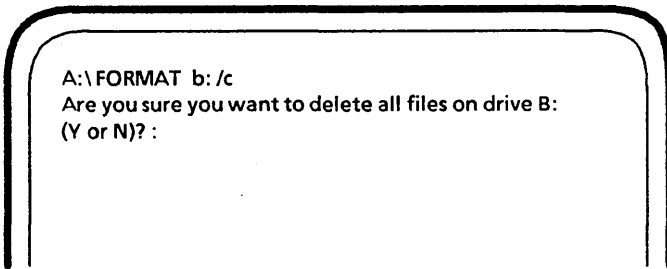 A:\ FORMAT b: /c
Are you sure you want to delete all files on drive B:
(Y or N)? :